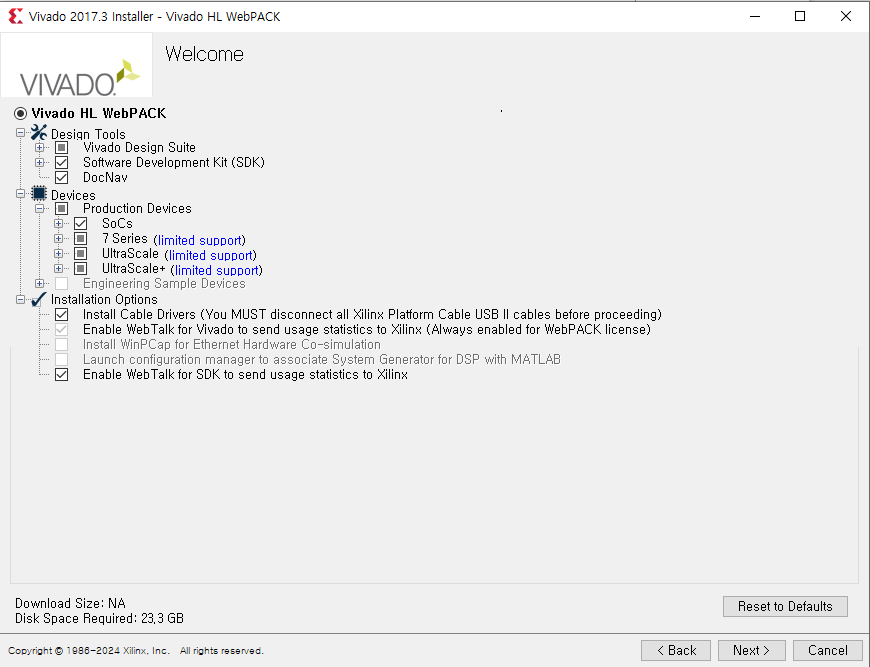 Vivado 2017.3 Installer - Vivado HL WebPACK
VIVADO.
Welcome
Vivado HL WebPACK
Design Tools
Vivado Design Suite
Software Development Kit (SDK)
DocNav
Devices
Production Devices
SoCs
7 Series (limited support)
UltraScale (limited support)
UltraScale+ (limited support)
Engineering Sample Devices
Installation Options
Install Cable Drivers (You MUST disconnect all Xilinx Platform Cable USB II cables before proceeding)
Enable WebTalk for Vivado to send usage statistics to Xilinx (Always enabled for WebPACK license)
Install WinPCap for Ethernet Hardware Co-simulation
Launch configuration manager to associate System Generator for DSP with MATLAB
Enable WebTalk for SDK to send usage statistics to Xilinx
Download Size: NA
Disk Space Required: 23,3 GB
Reset to Defaults
Copyright © 1986-2024 Xilinx, Inc. All rights reserved.
< Back
Next >
Cancel